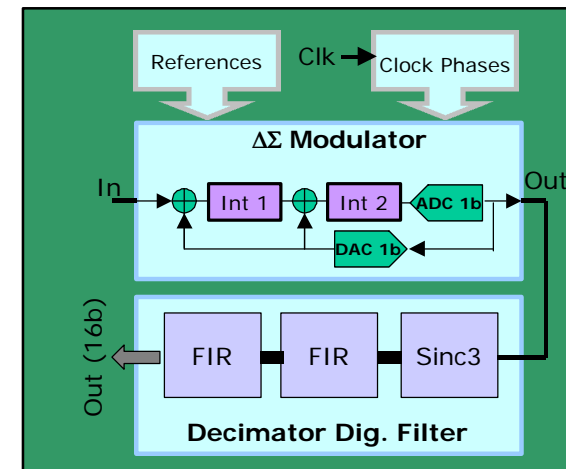 References
Clk
Clock Phases
ΔΣ Modulator
In
Int 1
Int 2
ADC 1b
Out
DAC 1b
Out (16b)
FIR
FIR
Sinc3
Decimator Dig. Filter